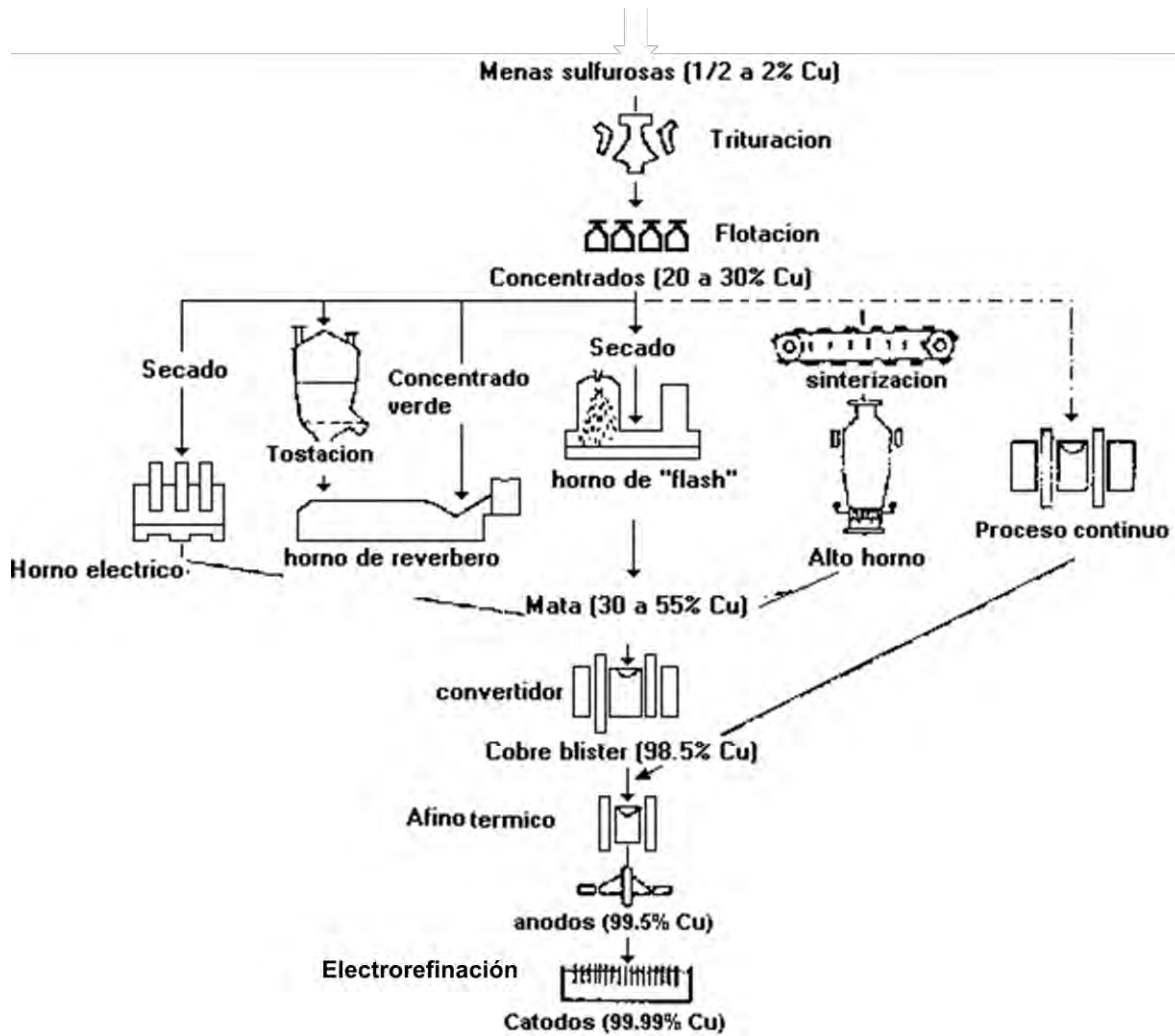 Menas sulfurosas (1/2 a 2% Cu)
Trituracion
Flotacion
Concentrados (20 a 30% Cu)
Secado
Tostacion
Concentrado
verde
Secado
sinterizacion
horno de "flash"
Horno electrico
horno de reverbero
Alto horno
Proceso continuo
Mata (30 a 55% Cu)
convertidor
Cobre blister (98.5% Cu)
Afino termico
anodos (99.5% Cu)
Electrorefinación
Catodos (99.99% Cu)